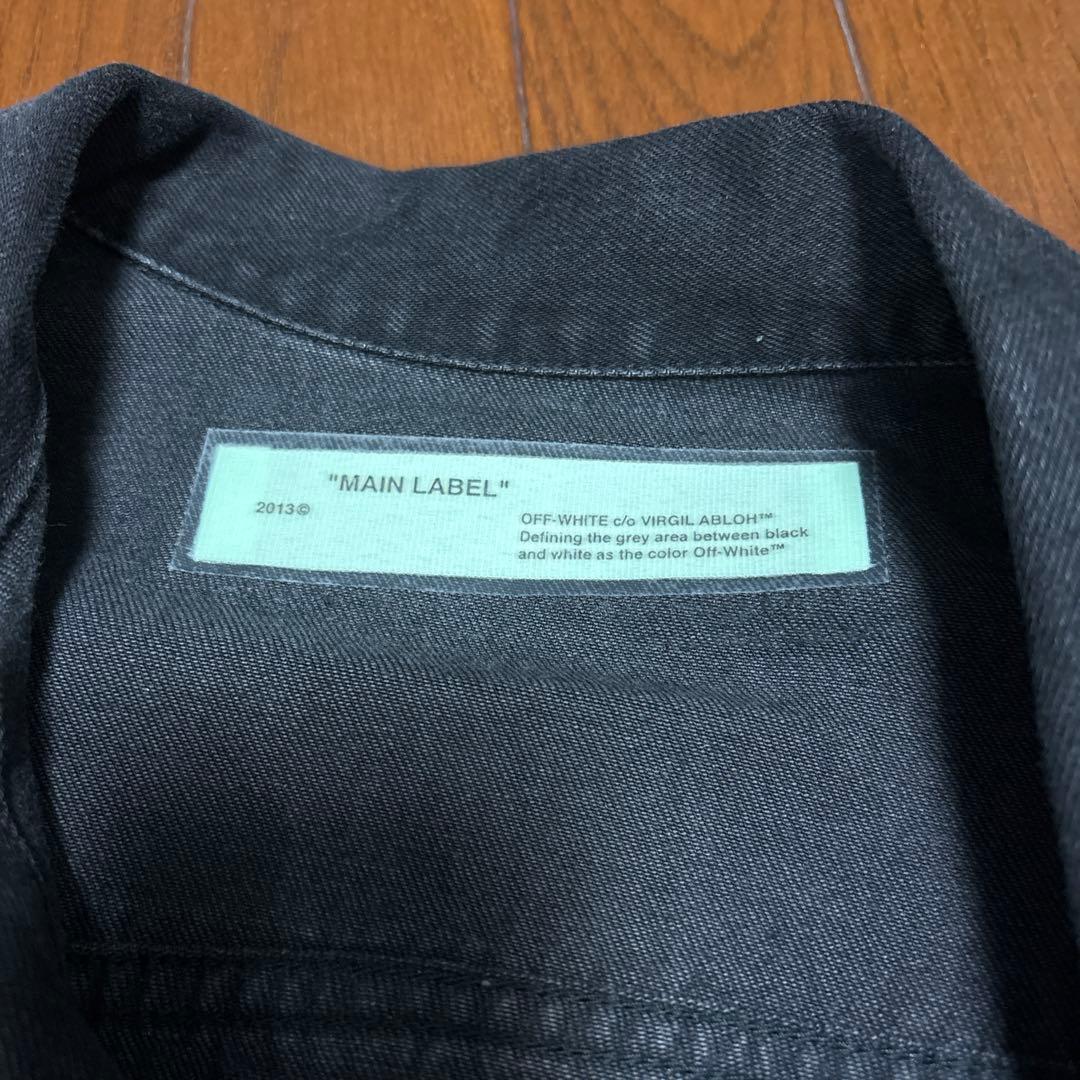 "MAIN LABEL"
2013©
OFF-WHITE c/o VIRGIL ABLOH™
Defining the grey area between black
and white as the color Off-White™